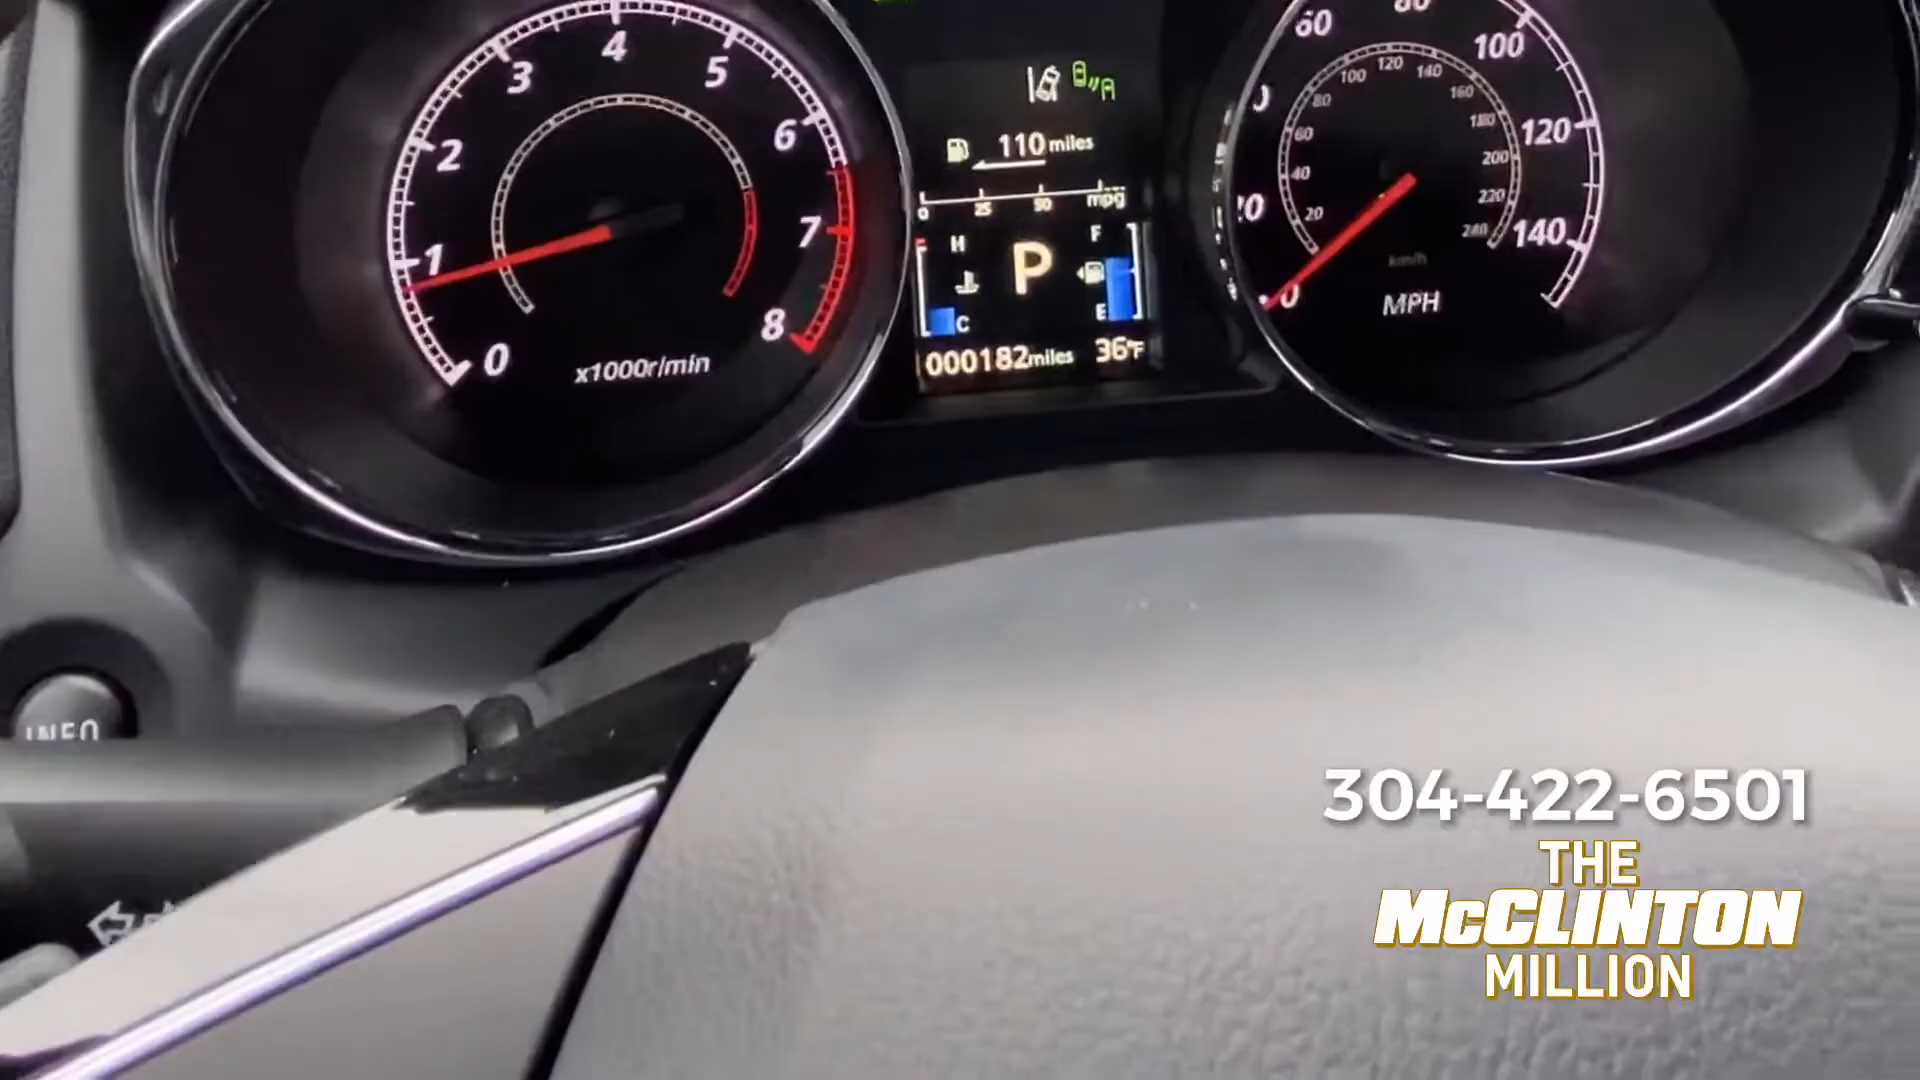 0 1 2 3 4 5 6 7 8
x1000r/min
110 miles
0 25 50 mpg
H F
P
C E
000182miles 36°F
0 60 80 100 120 140
20 40 60 80 100 120 140 160 180 200 220 240
km/h
MPH
INFO
304-422-6501
THE
McCLINTON
MILLION